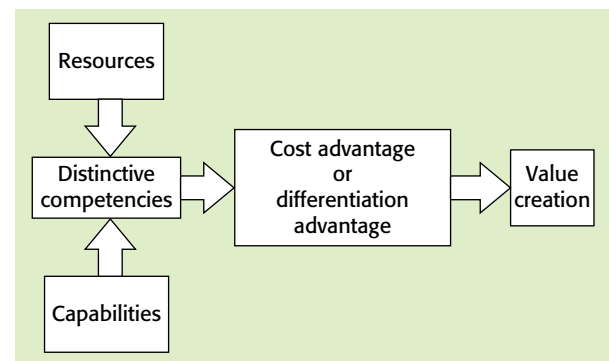 Resources
Distinctive
competencies
Capabilities
Cost advantage
or
differentiation
advantage
Value
creation